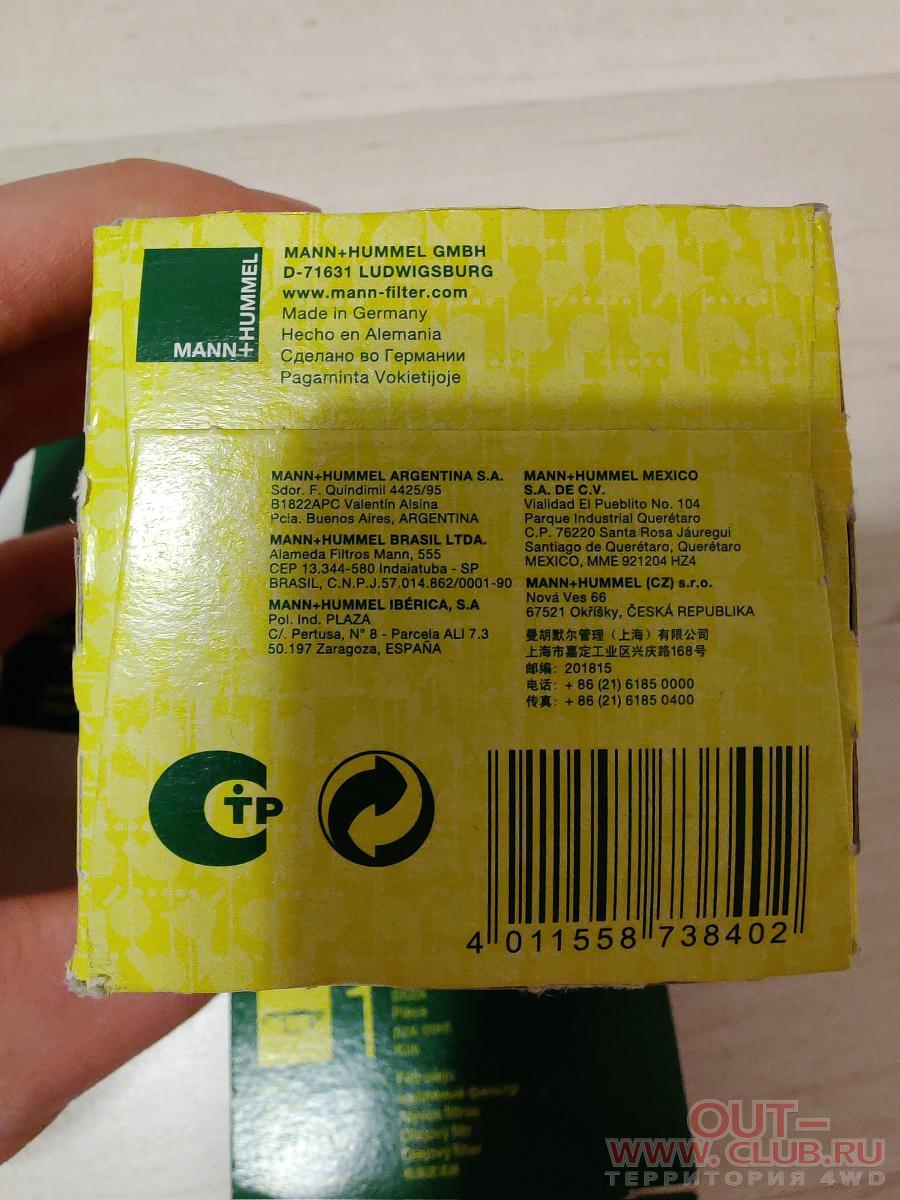 MANN+HUMMEL
MANN+HUMMEL GMBH
D-71631 LUDWIGSBURG
www.mann-filter.com
Made in Germany
Hecho en Alemania
Сделано во Германии
Pagaminta Vokietijoje
MANN+HUMMEL ARGENTINA S.A.
Sdor. F. Quindimil 4425/95
B1822APC Valentín Alsina
Pcia. Buenos Aires, ARGENTINA
MANN+HUMMEL BRASIL LTDA.
Alameda Filtros Mann, 555
CEP 13.344-580 Indaiatuba - SP
BRASIL, C.N.P.J.57.014.862/0001-90
MANN+HUMMEL IBÉRICA, S.A
Pol. Ind. PLAZA
C/. Pertusa, N° 8 - Parcela ALI 7.3
50.197 Zaragoza, ESPAÑA
MANN+HUMMEL MEXICO
S.A. DE C.V.
Vialidad El Pueblito No. 104
Parque Industrial Querétaro
C.P. 76220 Santa Rosa Jáuregui
Santiago de Querétaro, Querétaro
MEXICO, MME 921204 HZ4
MANN+HUMMEL (CZ) s.r.o.
Nová Ves 66
67521 Okříšky, ČESKÁ REPUBLIKA
曼胡默尔管理（上海）有限公司
上海市嘉定工业区兴庆路168号
邮编：201815
电话：+ 86 (21) 6185 0000
传真：+ 86 (21) 6185 0400
СТР
4 011558 738402
1
OUT-
WWW.CLUB.RU
ТЕРРИТОРИЯ 4WD